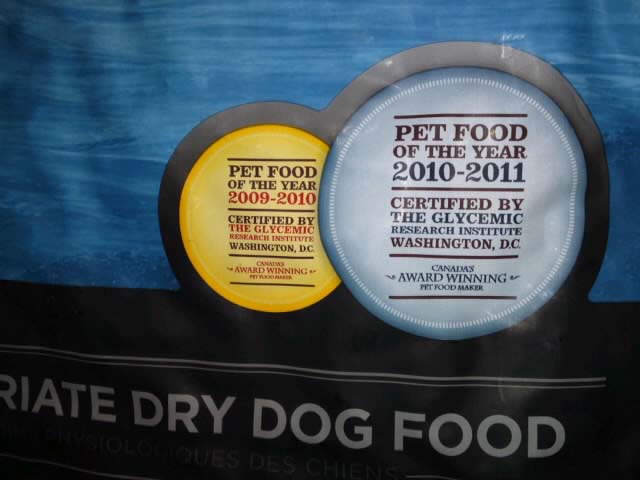 PET FOOD
OF THE YEAR
2009-2010
CERTIFIED BY
THE GLYCEMIC
RESEARCH INSTITUTE
WASHINGTON, D.C.
CANADA'S
AWARD WINNING
PET FOOD MAKER
PET FOOD
OF THE YEAR
2010-2011
CERTIFIED BY
THE GLYCEMIC
RESEARCH INSTITUTE
WASHINGTON, D.C.
CANADA'S
AWARD WINNING
PET FOOD MAKER
RIATE DRY DOG FOOD
PHYSIOLOGIQUES DES CHIENS